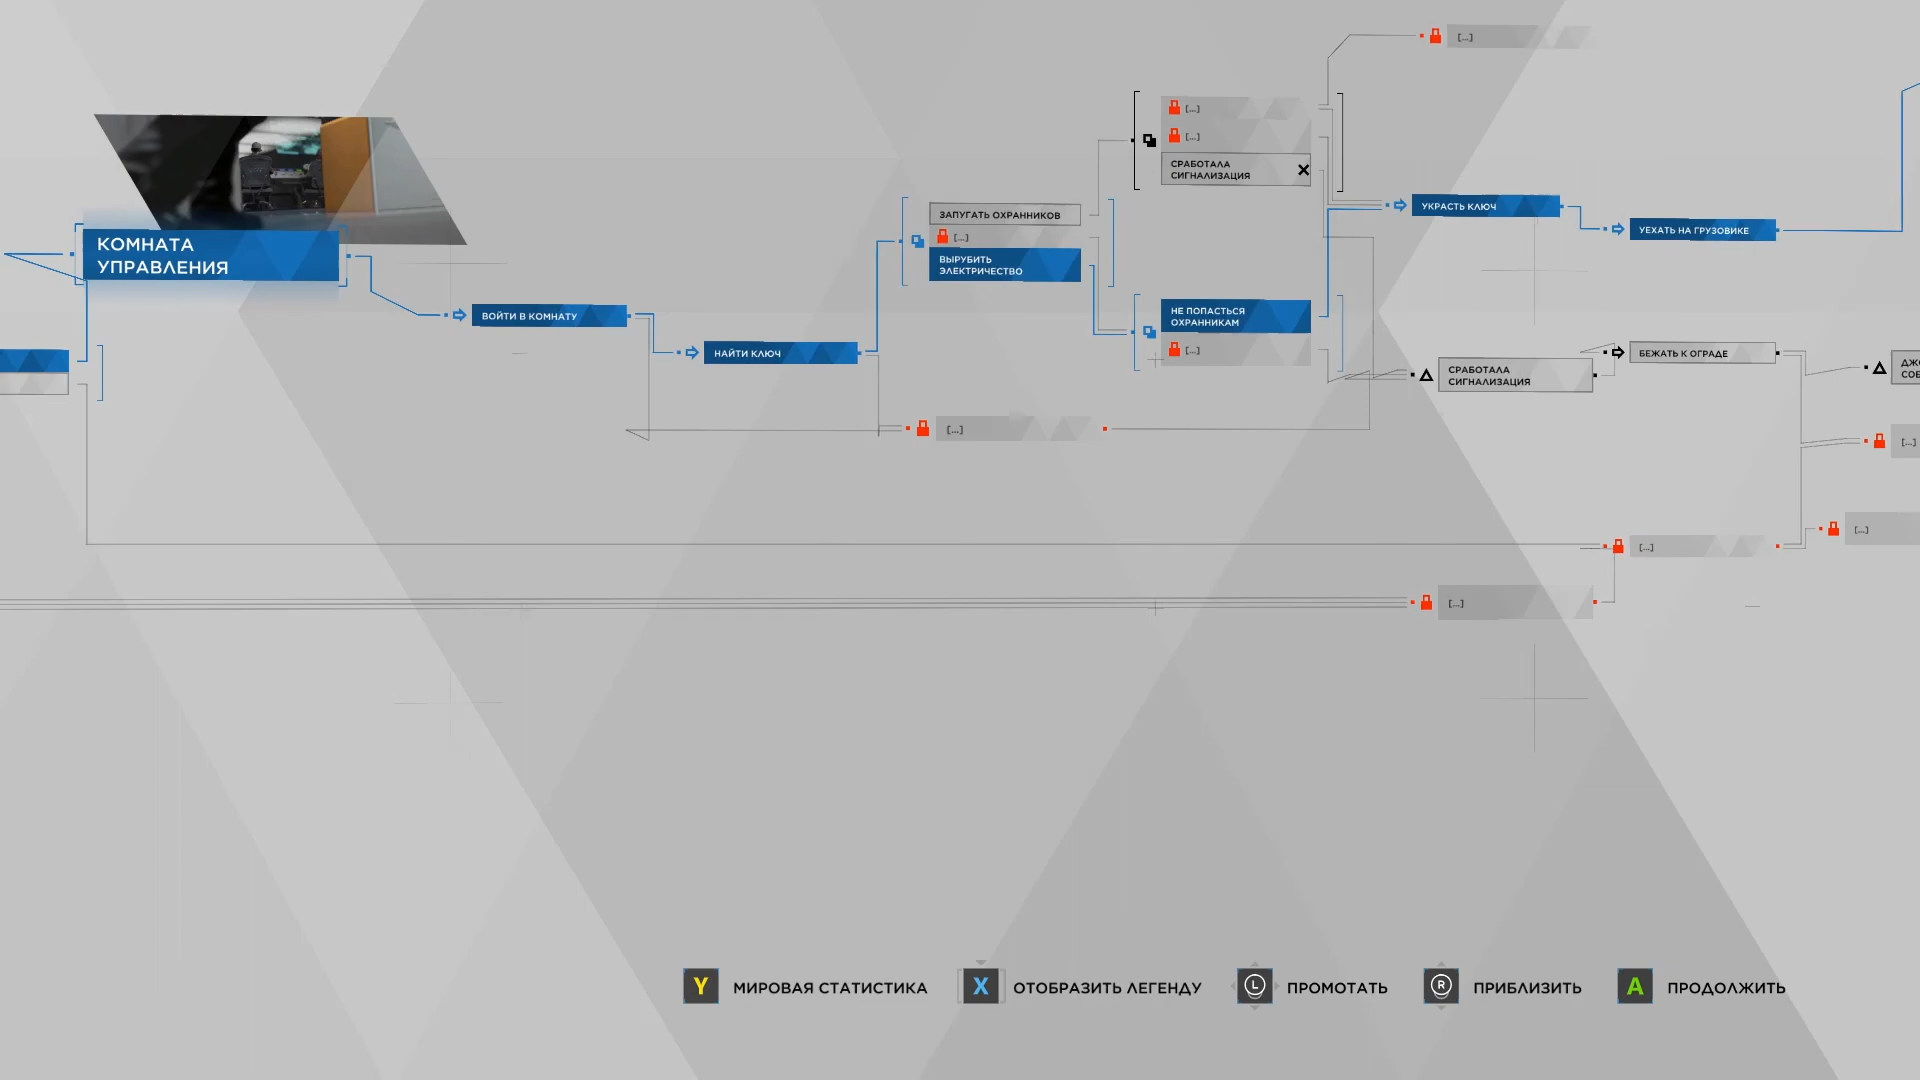 [...]
[...]
[...]
СРАБОТАЛА
СИГНАЛИЗАЦИЯ
КОМНАТА
УПРАВЛЕНИЯ
ЗАПУГАТЬ ОХРАННИКОВ
[...]
ВЫРУБИТЬ
ЭЛЕКТРИЧЕСТВО
УКРАСТЬ КЛЮЧ
УЕХАТЬ НА ГРУЗОВИКЕ
ВОЙТИ В КОМНАТУ
НАЙТИ КЛЮЧ
НЕ ПОПАСТЬСЯ
ОХРАННИКАМ
[...]
СРАБОТАЛА
СИГНАЛИЗАЦИЯ
БЕЖАТЬ К ОГРАДЕ
[...]
[...]
[...]
[...]
[...]
Y МИРОВАЯ СТАТИСТИКА X ОТОБРАЗИТЬ ЛЕГЕНДУ L ПРОМОТАТЬ R ПРИБЛИЗИТЬ A ПРОДОЛЖИТЬ